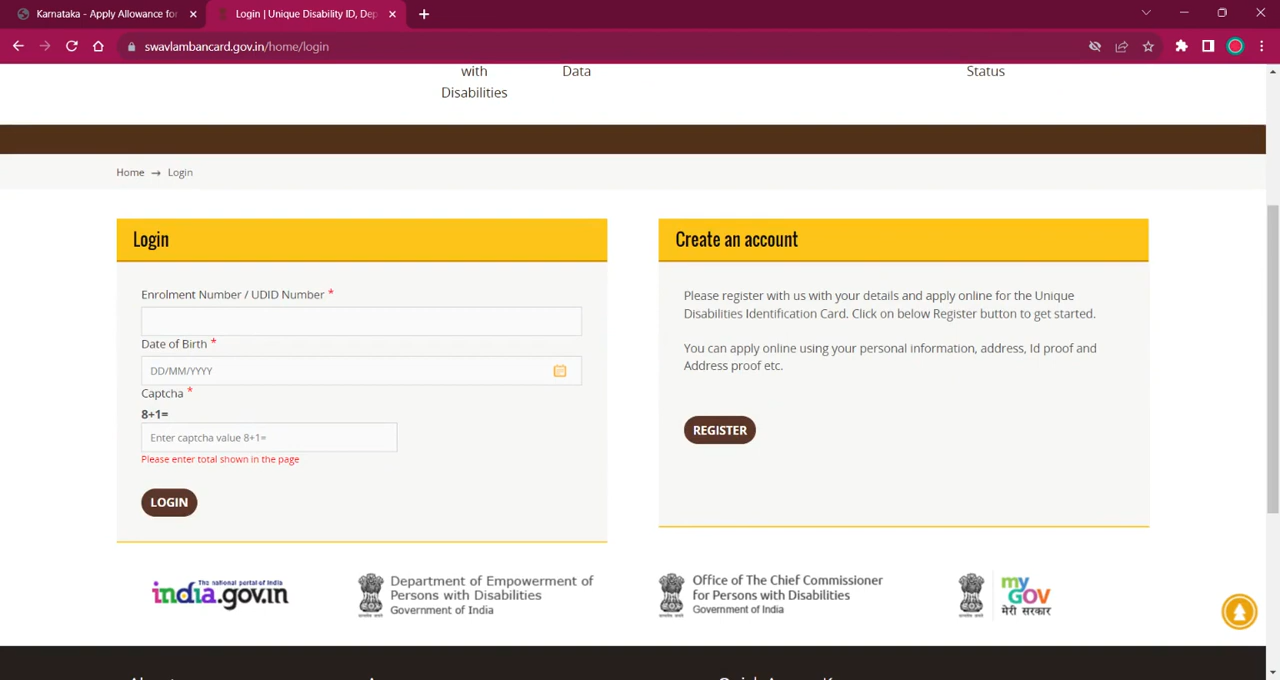 Karnataka - Apply Allowance for
Login | Unique Disability ID, Dep
swavlambancard.gov.in/home/login
with
Disabilities
Data
Status
Home → Login
Login
Enrolment Number / UDID Number *
Date of Birth *
DD/MM/YYYY
Captcha *
8+1=
Enter captcha value 8+1=
Please enter total shown in the page
LOGIN
Create an account
Please register with us with your details and apply online for the Unique
Disabilities Identification Card. Click on below Register button to get started.
You can apply online using your personal information, address, Id proof and
Address proof etc.
REGISTER
The national portal of India
india.gov.in
Department of Empowerment of
Persons with Disabilities
Government of India
Office of The Chief Commissioner
for Persons with Disabilities
Government of India
my
GOV
मेरी सरकार